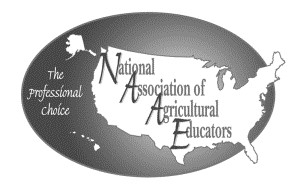 The
Professional
Choice
National
Association of
Agricultural
Educators